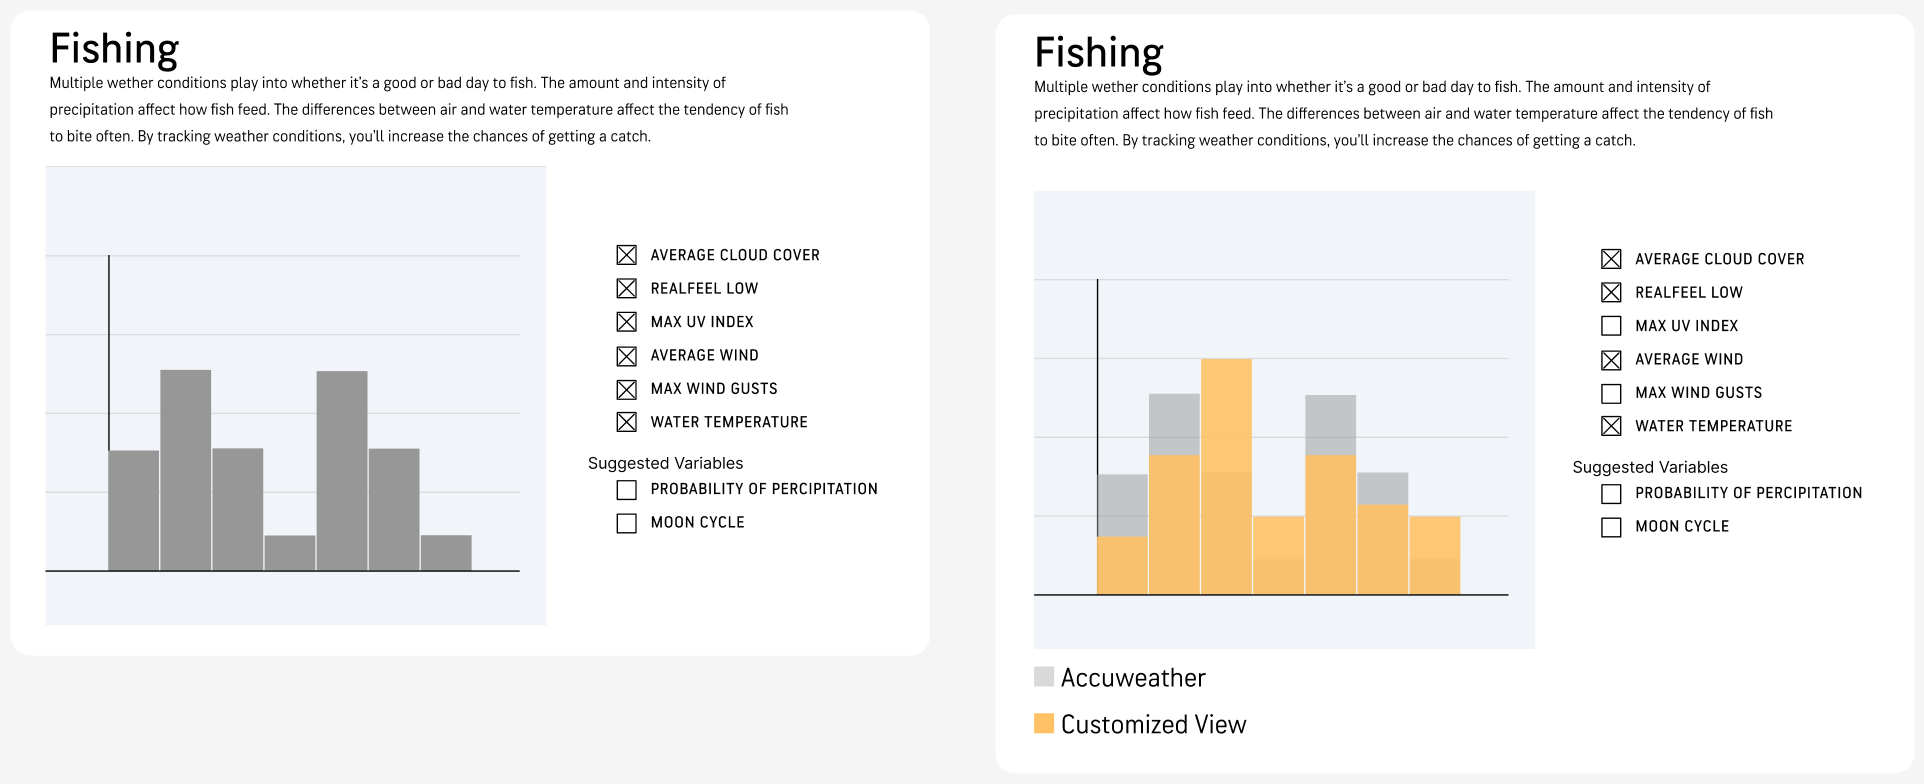 Fishing
Multiple wether conditions play into whether it's a good or bad day to fish. The amount and intensity of
precipitation affect how fish feed. The differences between air and water temperature affect the tendency of fish
to bite often. By tracking weather conditions, you'll increase the chances of getting a catch.
AVERAGE CLOUD COVER
REALFEEL LOW
MAX UV INDEX
AVERAGE WIND
MAX WIND GUSTS
WATER TEMPERATURE
Suggested Variables
PROBABILITY OF PERCIPITATION
MOON CYCLE
Fishing
Multiple wether conditions play into whether it's a good or bad day to fish. The amount and intensity of
precipitation affect how fish feed. The differences between air and water temperature affect the tendency of fish
to bite often. By tracking weather conditions, you'll increase the chances of getting a catch.
AVERAGE CLOUD COVER
REALFEEL LOW
MAX UV INDEX
AVERAGE WIND
MAX WIND GUSTS
WATER TEMPERATURE
Suggested Variables
PROBABILITY OF PERCIPITATION
MOON CYCLE
Accuweather
Customized View